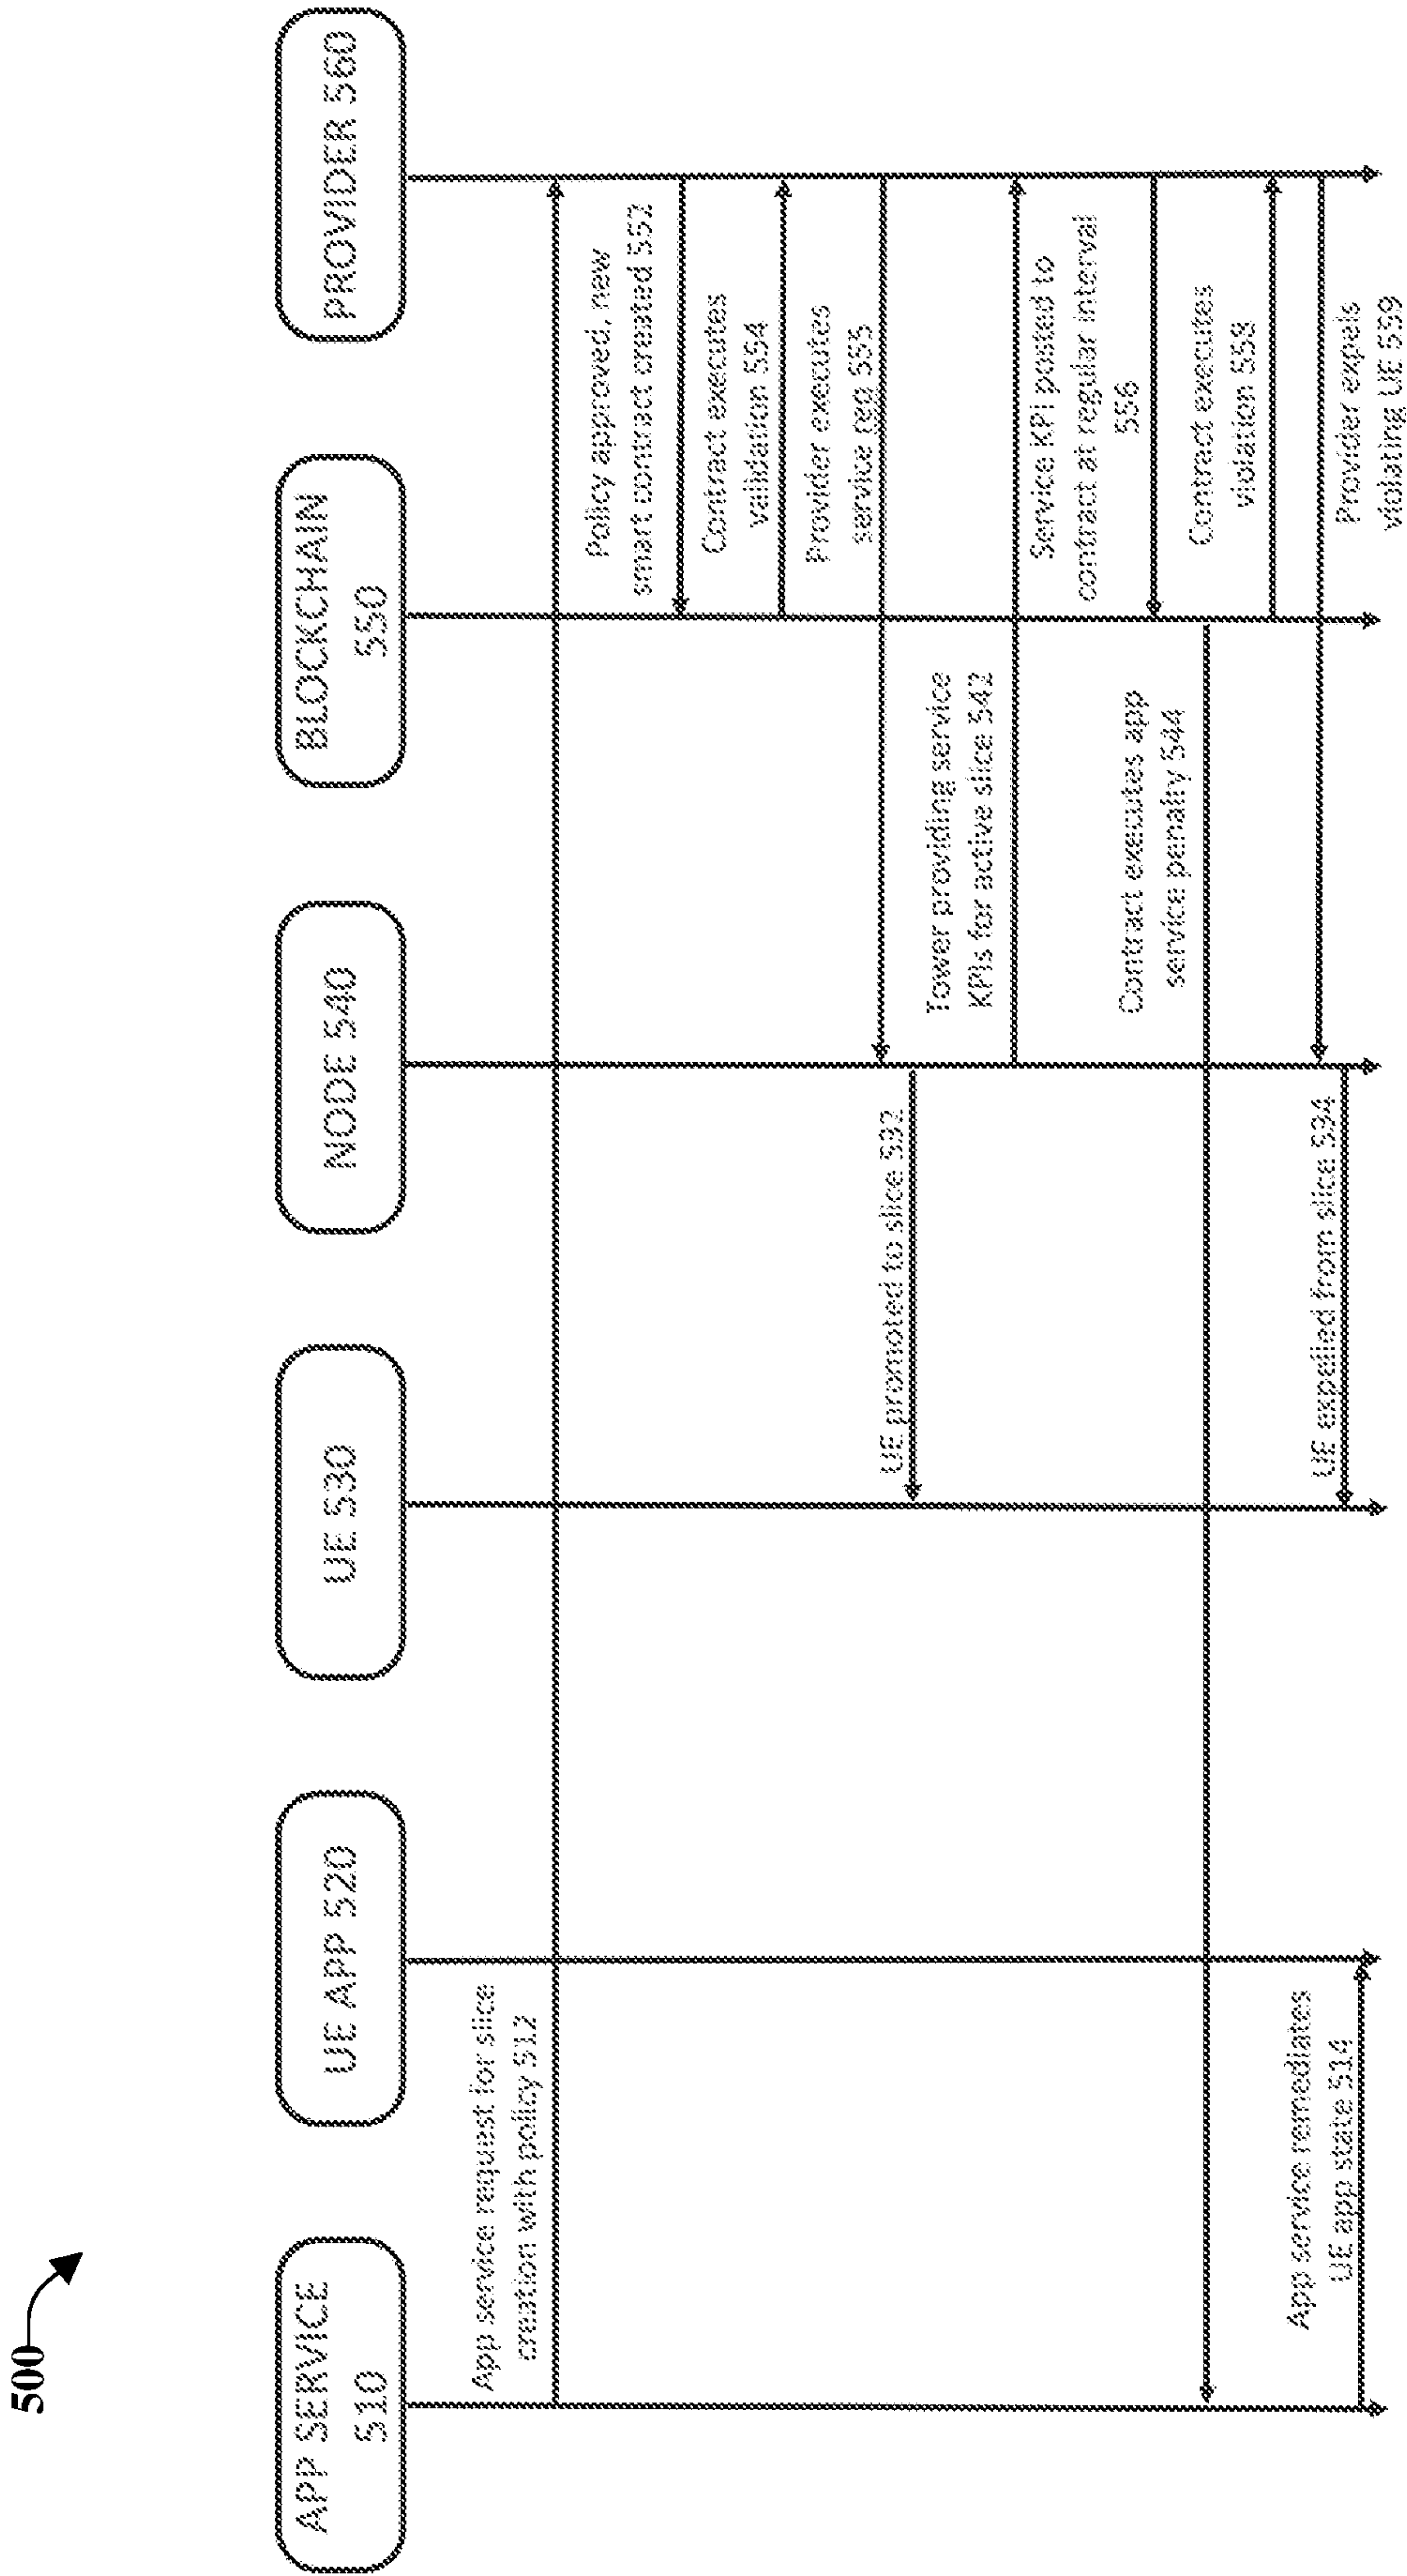 500
APP SERVICE
510
UE APP 520
UE 530
NODE 540
BLOCKCHAIN
550
PROVIDER 560
App service request for slice
creation with policy 512
Policy approved, new
smart contract created 552
Contract executes
validation 554
Provider executes
service req 555
UE promoted to slice 532
Tower providing service
KPIs for active slice 542
Service KPI posted to
contract at regular interval
556
Contract executes app
service penalty 544
Contract executes
violation 558
Provider expels
violating UE 559
UE expelled from slice 534
App service remediates
UE app state 514